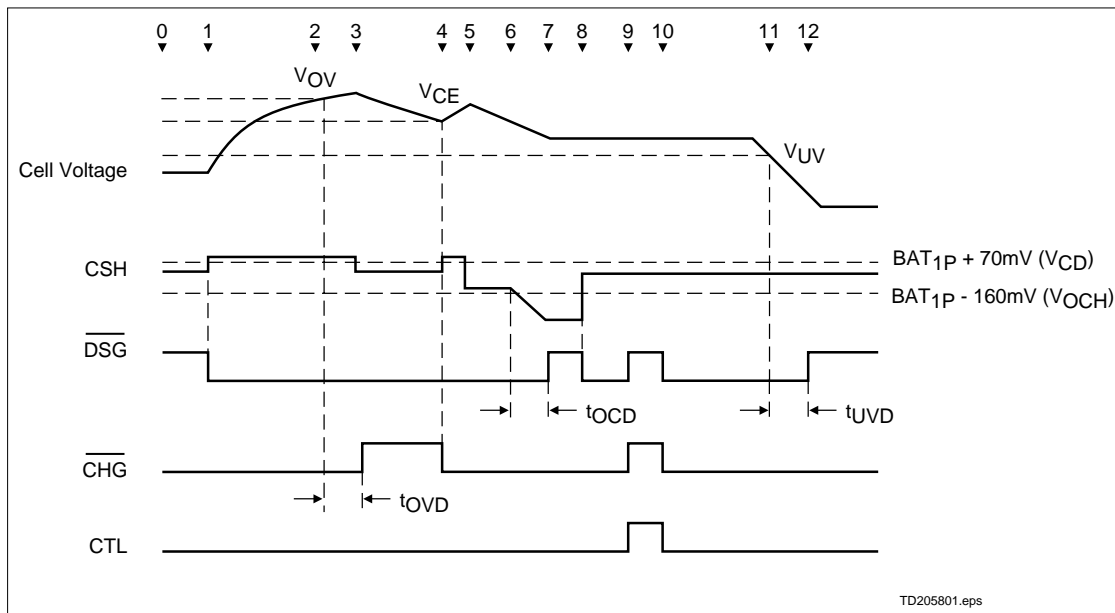 0 1 2 3 4 5 6 7 8 9 10 11 12
VOV
VCE
VUV
Cell Voltage
CSH
BAT1P + 70mV (VCD)
BAT1P - 160mV (VOCH)
DSG
tOCD
tUVD
CHG
tOVD
CTL
TD205801.eps